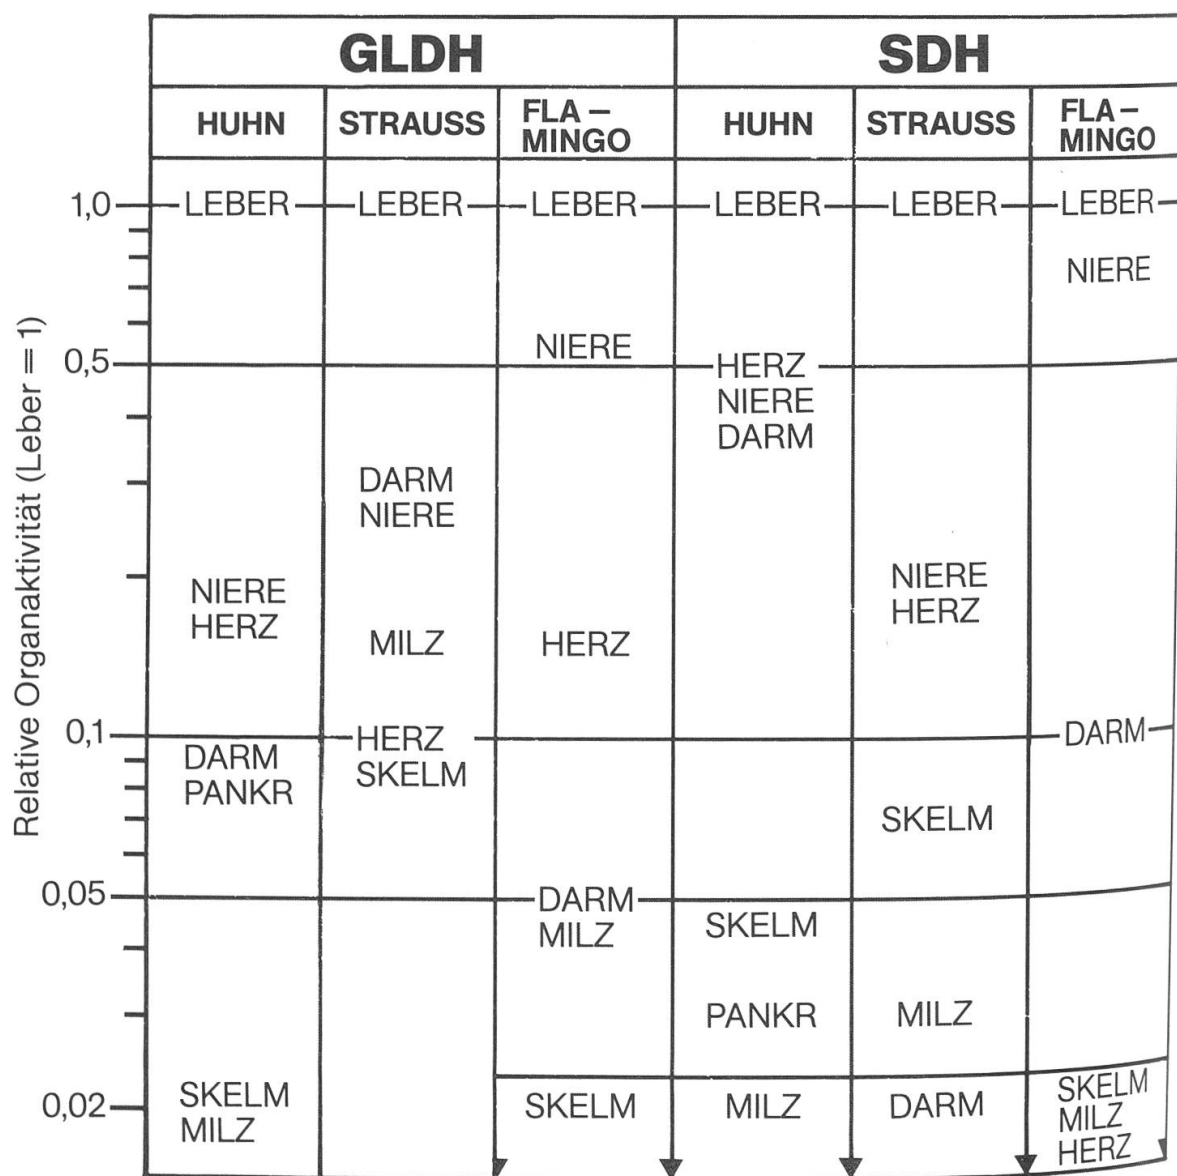 GLDH SDH
HUHN STRAUSS FLA– HUHN STRAUSS FLA–
MINGO MINGO
1,0 LEBER LEBER LEBER LEBER LEBER LEBER
NIERE
NIERE
0,5 HERZ
NIERE
DARM
DARM
NIERE
NIERE NIERE
HERZ HERZ
MILZ HERZ
0,1 HERZ DARM
DARM SKELM
PANKR
SKELM
0,05 DARM
MILZ SKELM
PANKR MILZ
SKELM SKELM MILZ DARM SKELM
0,02 MILZ MILZ
HERZ
Relative Organaktivität (Leber = 1)